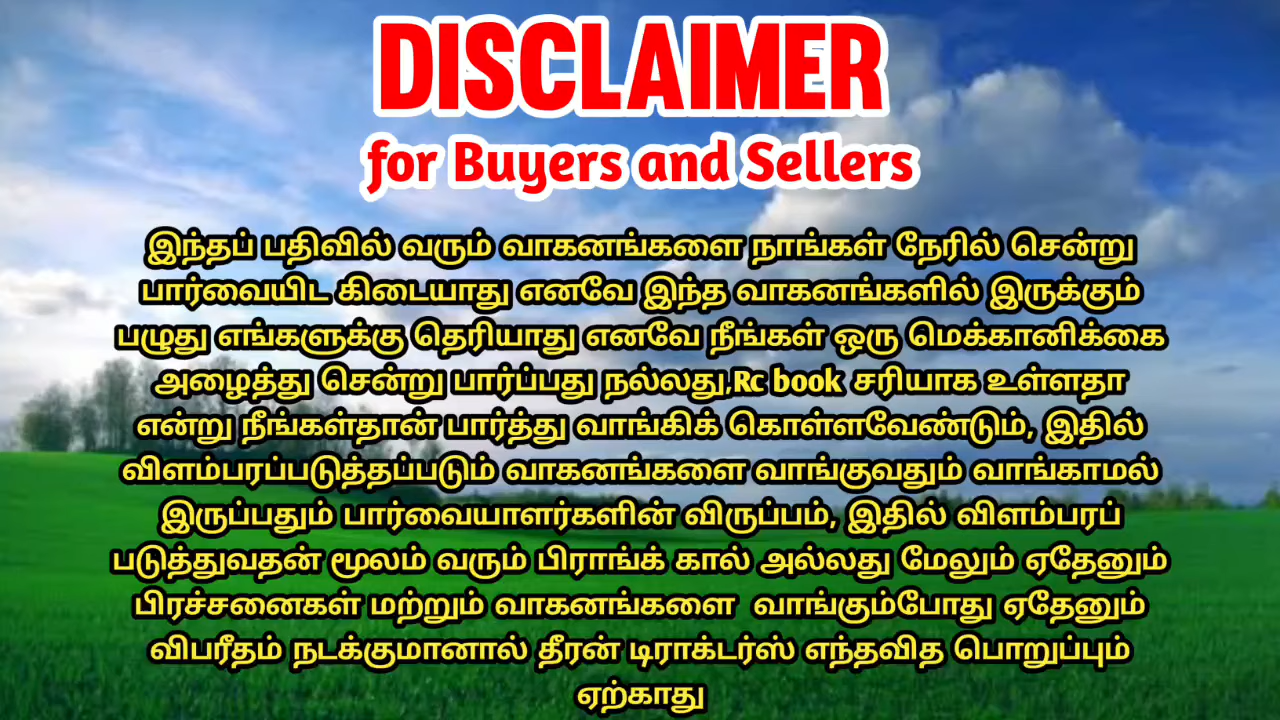 DISCLAIMER
for Buyers and Sellers
இந்தப் பதிவில் வரும் வாகனங்களை நாங்கள் நேரில் சென்று
பார்வையிட கிடையாது எனவே இந்த வாகனங்களில் இருக்கும்
பழுது எங்களுக்கு தெரியாது எனவே நீங்கள் ஒரு மெக்கானிக்கை
அழைத்து சென்று பார்ப்பது நல்லது,Rc book சரியாக உள்ளதா
என்று நீங்கள்தான் பார்த்து வாங்கிக் கொள்ளவேண்டும், இதில்
விளம்பரப்படுத்தப்படும் வாகனங்களை வாங்குவதும் வாங்காமல்
இருப்பதும் பார்வையாளர்களின் விருப்பம், இதில் விளம்பரப்
படுத்துவதன் மூலம் வரும் பிராங்க் கால் அல்லது மேலும் ஏதேனும்
பிரச்சனைகள் மற்றும் வாகனங்களை வாங்கும்போது ஏதேனும்
விபரீதம் நடக்குமானால் தீரன் டிராக்டர்ஸ் எந்தவித பொறுப்பும்
ஏற்காது